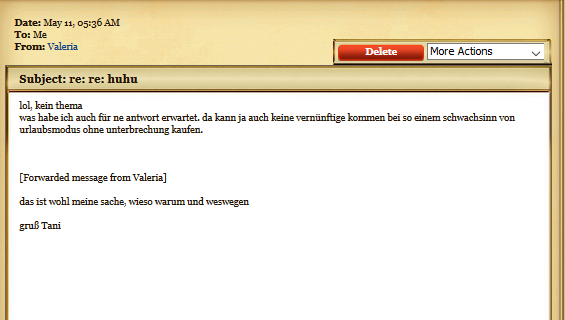 Date: May 11, 05:36 AM
To: Me
From: Valeria
Delete
More Actions
Subject: re: re: huhu
lol, kein thema
was habe ich auch für ne antwort erwartet. da kann ja auch keine vernünftige kommen bei so einem schwachsinn von
urlaubsmodus ohne unterbrechung kaufen.
[Forwarded message from Valeria]
das ist wohl meine sache, wieso warum und weswegen
gruß Tani